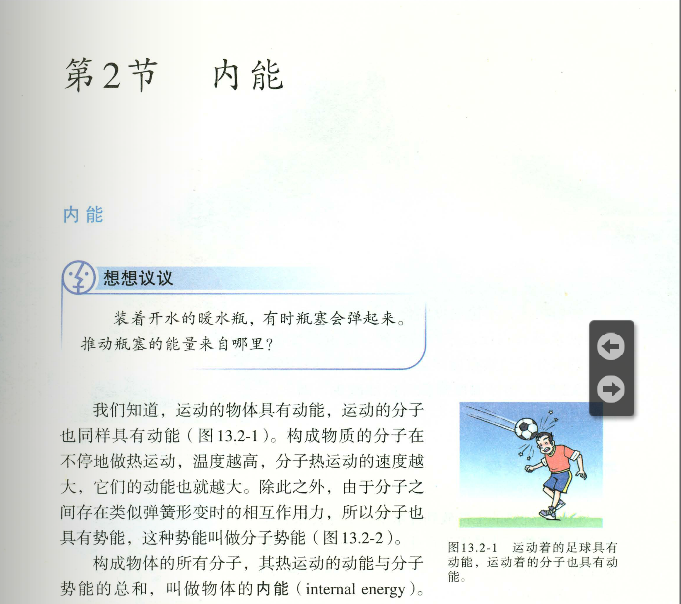 第2节 内能
内能
想想议议
装着开水的暖水瓶，有时瓶塞会弹起来。
推动瓶塞的能量来自哪里？
我们知道，运动的物体具有动能，运动的分子
也同样具有动能（图13.2-1）。构成物质的分子在
不停地做热运动，温度越高，分子热运动的速度越
大，它们的动能也就越大。除此之外，由于分子之
间存在类似弹簧形变时的相互作用力，所以分子也
具有势能，这种势能叫做分子势能（图13.2-2）。
构成物体的所有分子，其热运动的动能与分子
势能的总和，叫做物体的内能（internal energy）。
图13.2-1 运动着的足球具有
动能，运动着的分子也具有动
能。